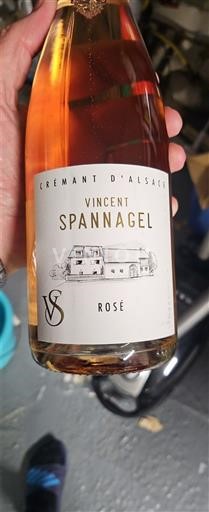 CRÉMANT D'ALSACE
VINCENT
SPANNAGEL
ROSÉ
VS